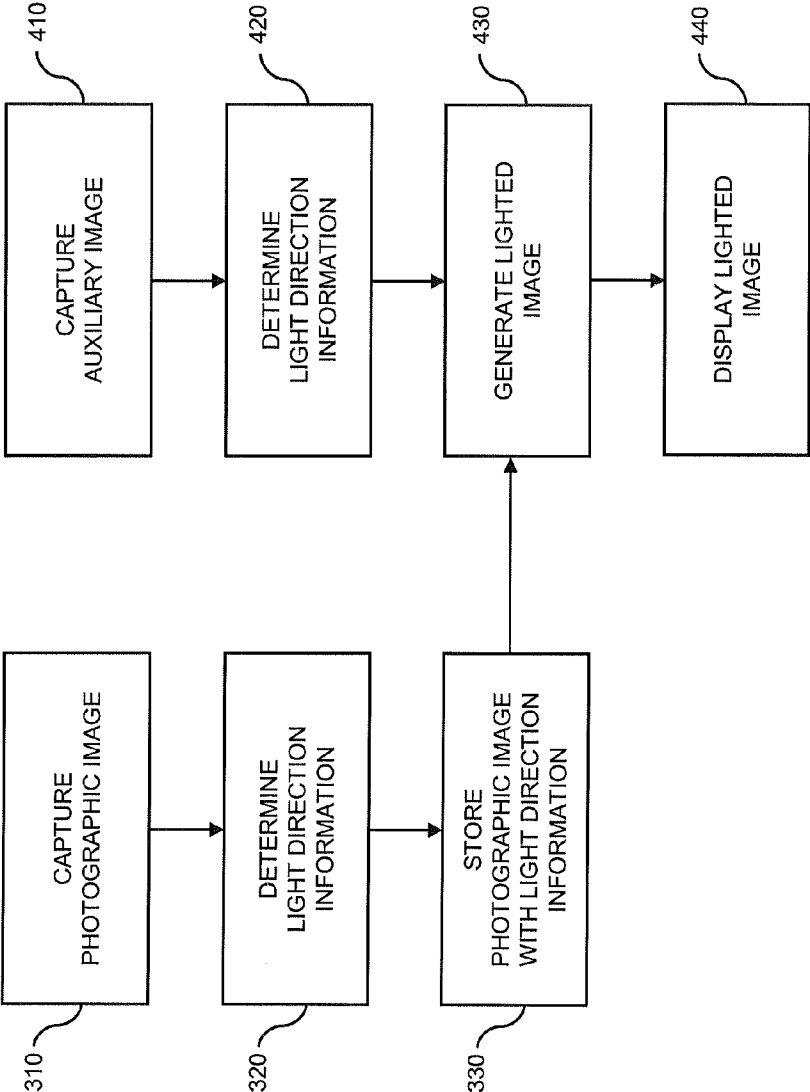 310
CAPTURE
PHOTOGRAPHIC IMAGE
320
DETERMINE
LIGHT DIRECTION
INFORMATION
330
STORE
PHOTOGRAPHIC IMAGE
WITH LIGHT DIRECTION
INFORMATION
410
CAPTURE
AUXILIARY IMAGE
420
DETERMINE
LIGHT DIRECTION
INFORMATION
430
GENERATE LIGHTED
IMAGE
440
DISPLAY LIGHTED
IMAGE